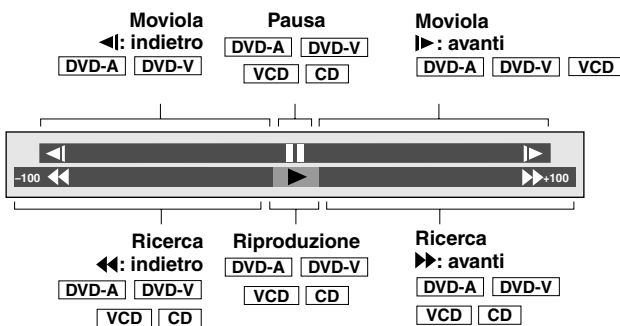 Moviola
◁|: indietro
DVD-A DVD-V
Pausa
DVD-A DVD-V
VCD CD
Moviola
|▷: avanti
DVD-A DVD-V VCD
–100
+100
Ricerca
◀◀: indietro
DVD-A DVD-V
VCD CD
Riproduzione
DVD-A DVD-V
VCD CD
Ricerca
▶▶: avanti
DVD-A DVD-V
VCD CD